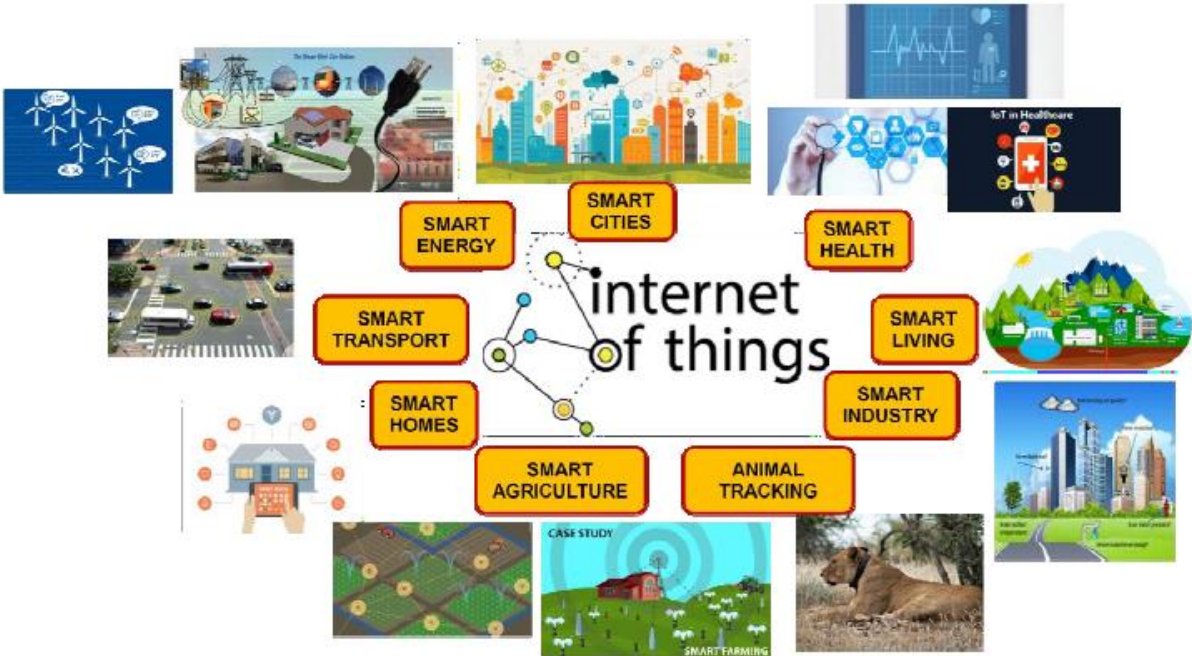 SMART
CITIES
SMART
ENERGY
SMART
HEALTH
IoT in Healthcare
SMART
TRANSPORT
internet
of things
SMART
LIVING
SMART
HOMES
SMART
INDUSTRY
SMART
AGRICULTURE
ANIMAL
TRACKING
CASE STUDY
SMART FARMING